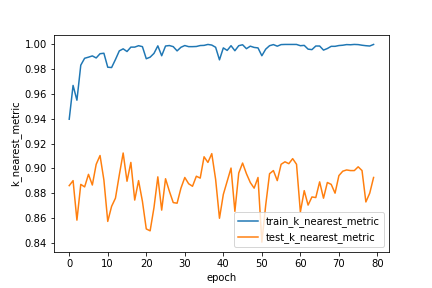 1.00
0.98
0.96
0.94
0.92
0.90
0.88
0.86
0.84
k_nearest_metric
train_k_nearest_metric
test_k_nearest_metric
0 10 20 30 40 50 60 70 80
epoch